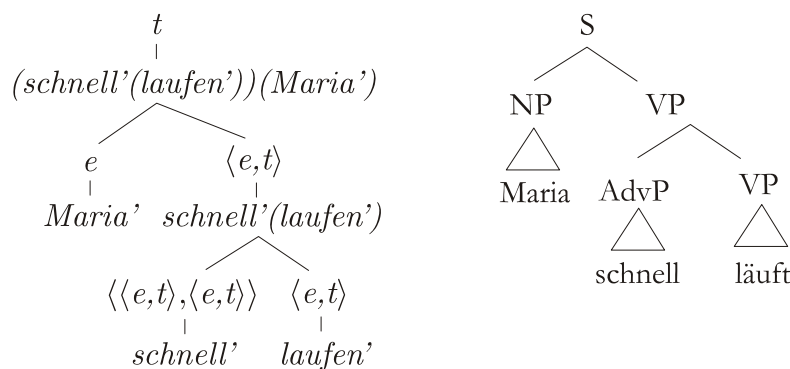 t
(schnell’(laufen’))(Maria’)
e ⟨e,t⟩
Maria’ schnell’(laufen’)
⟨⟨e,t⟩,⟨e,t⟩⟩ ⟨e,t⟩
schnell’ laufen’
S
NP VP
Maria AdvP VP
schnell läuft